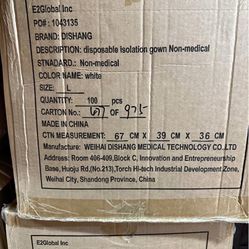 E2Global Inc
PO#: 1043135
BRAND: DISHANG
DESCRIPTION: disposable Isolation gown Non-medical
STNADARD.: Non-medical
COLOR NAME: white
SIZE:
QUANTITY: 100 pcs
CARTON No.: 677 OF 975
MADE IN CHINA
CTN MEASUREMENT: 67 CM X 39 CM X 36 CM
Manufacture: WEIHAI DISHANG MEDICAL TECHNOLOGY CO.,LTD
Address: Room 406-409,Block C, Innovation and Entrepreneurship
Base, Huoju Rd.(No.213),Torch Hi-tech Industrial Development Zone,
Weihai City, Shandong Province, China
E2Global Inc